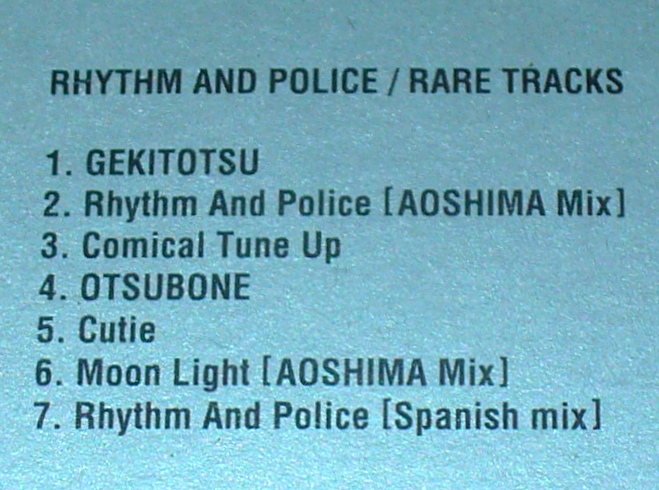 RHYTHM AND POLICE / RARE TRACKS
1. GEKITOTSU
2. Rhythm And Police [AOSHIMA Mix]
3. Comical Tune Up
4. OTSUBONE
5. Cutie
6. Moon Light [AOSHIMA Mix]
7. Rhythm And Police [Spanish mix]